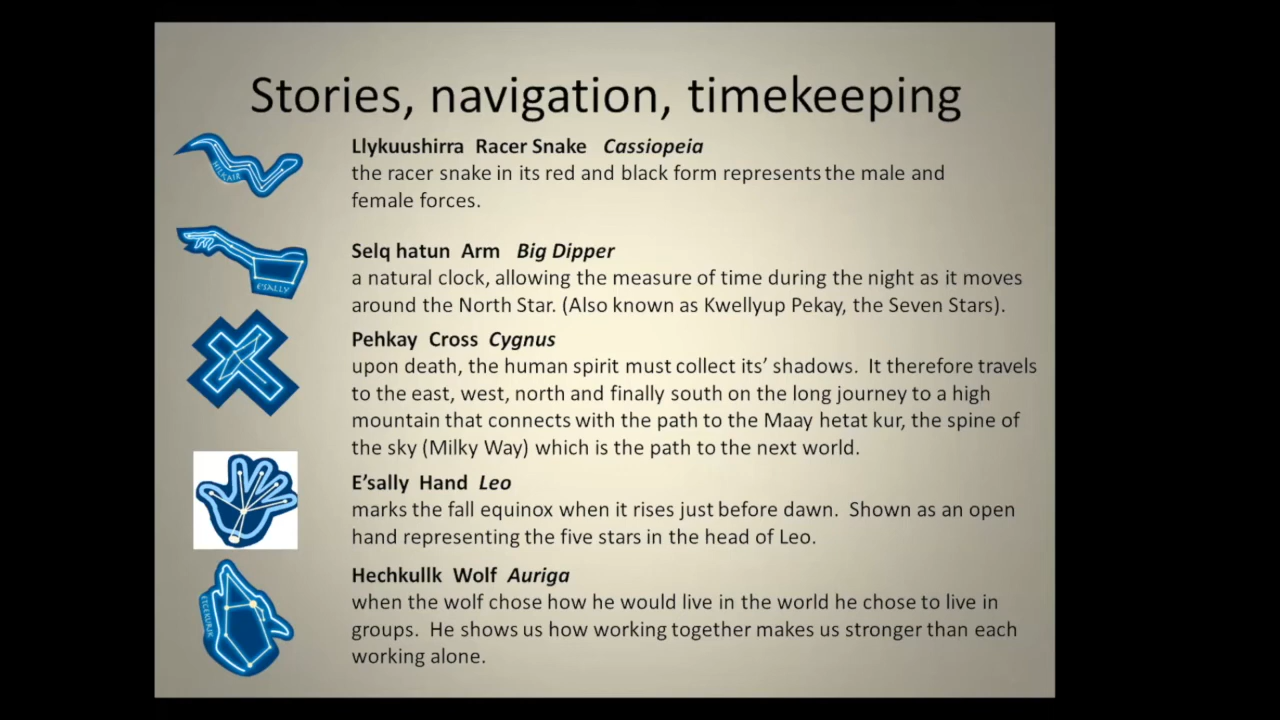 Stories, navigation, timekeeping
Llykuushirra Racer Snake Cassiopeia
the racer snake in its red and black form represents the male and
female forces.
Selq hatun Arm Big Dipper
a natural clock, allowing the measure of time during the night as it moves
around the North Star. (Also known as Kwellyup Pekay, the Seven Stars).
Pehkay Cross Cygnus
upon death, the human spirit must collect its’ shadows. It therefore travels
to the east, west, north and finally south on the long journey to a high
mountain that connects with the path to the Maay hetat kur, the spine of
the sky (Milky Way) which is the path to the next world.
E’sally Hand Leo
marks the fall equinox when it rises just before dawn. Shown as an open
hand representing the five stars in the head of Leo.
Hechkullk Wolf Auriga
when the wolf chose how he would live in the world he chose to live in
groups. He shows us how working together makes us stronger than each
working alone.
E'SALLY